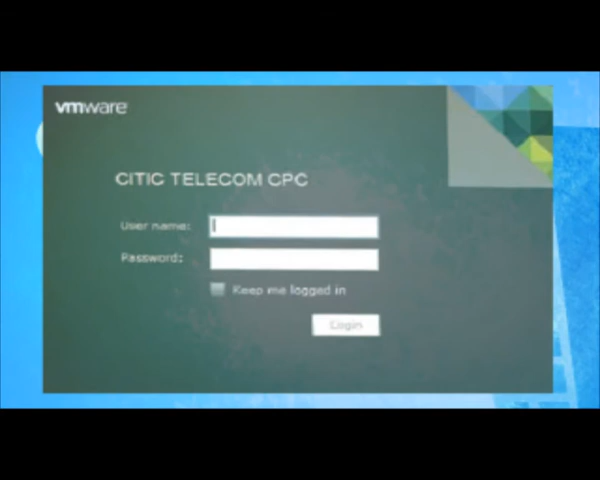 vmware
CITIC TELECOM CPC
User name:
Password:
Keep me logged in
Login